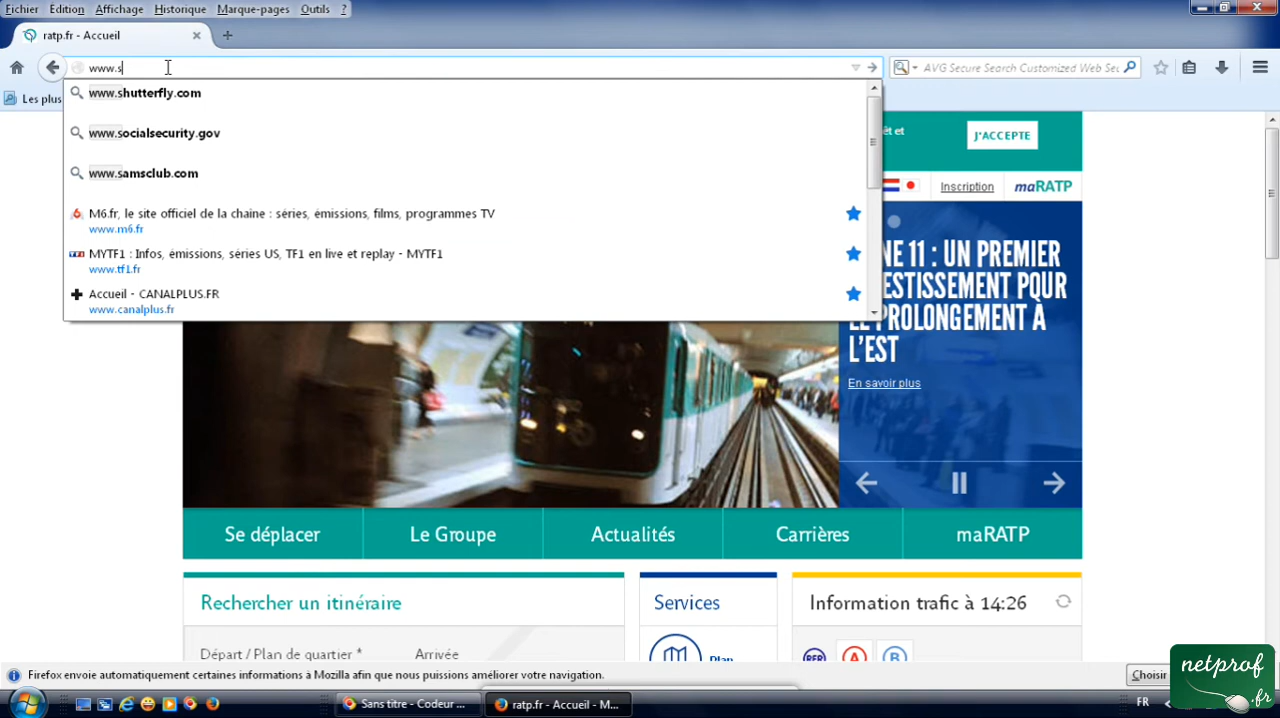 Fichier Édition Affichage Historique Marque-pages Outils ?
ratp.fr - Accueil
www.s
AVG Secure Search Customized Web Sea
Les plus
www.shutterfly.com
www.socialsecurity.gov
www.samsclub.com
M6.fr, le site officiel de la chaine : séries, émissions, films, programmes TV
www.m6.fr
MYTF1 : Infos, émissions, séries US, TF1 en live et replay - MYTF1
www.tf1.fr
Accueil - CANALPLUS.FR
www.canalplus.fr
et
J'ACCEPTE
Inscription maRATP
NE 11 : UN PREMIER
ESTISSEMENT POUR
LE PROLONGEMENT À
L'EST
En savoir plus
Se déplacer Le Groupe Actualités Carrières maRATP
Rechercher un itinéraire
Services
Information trafic à 14:26
Départ / Plan de quartier * Arrivée
Plan
RER A B
Firefox envoie automatiquement certaines informations à Mozilla afin que nous puissions améliorer votre navigation.
Choisir
Sans titre - Codeur ...
ratp.fr - Accueil - M...
FR
netprof
.fr